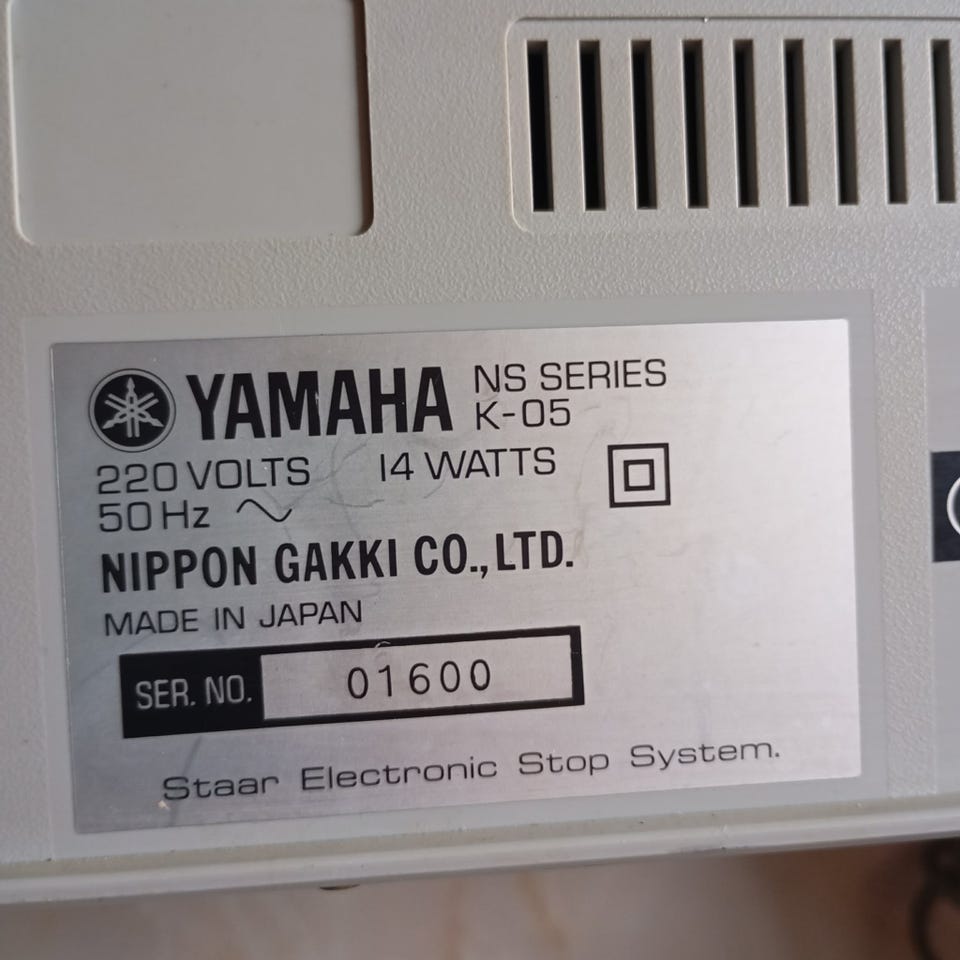 YAMAHA NS SERIES
K-05
220 VOLTS 14 WATTS
50 Hz ~
NIPPON GAKKI CO., LTD.
MADE IN JAPAN
SER. NO. 01600
Staar Electronic Stop System.